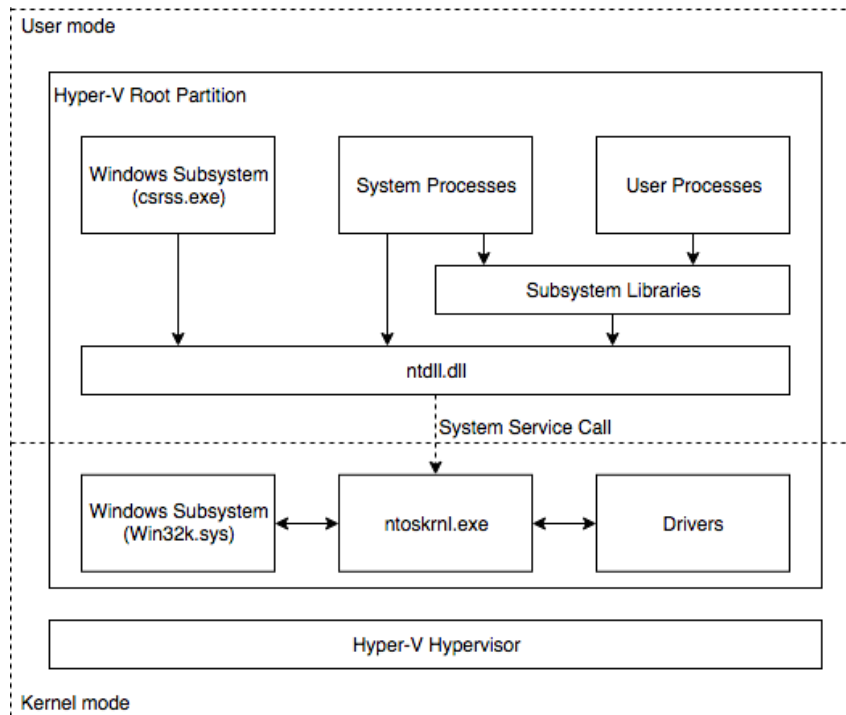 User mode
Hyper-V Root Partition
Windows Subsystem
(csrss.exe)
System Processes
User Processes
Subsystem Libraries
ntdll.dll
System Service Call
Windows Subsystem
(Win32k.sys)
ntoskrnl.exe
Drivers
Hyper-V Hypervisor
Kernel mode